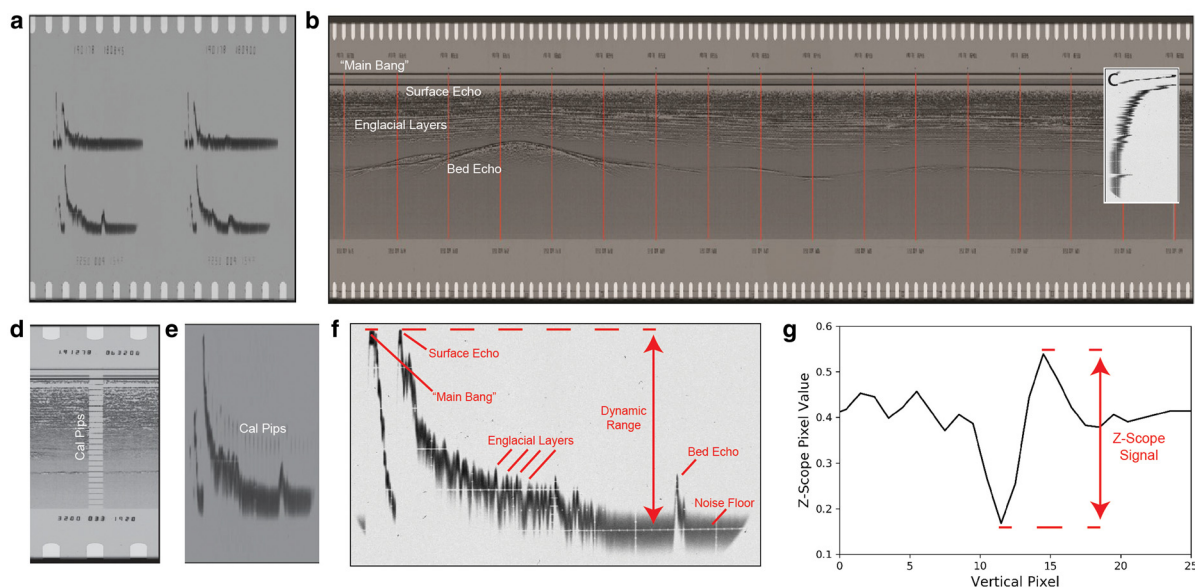 a
b
"Main Bang"
Surface Echo
Englacial Layers
Bed Echo
C
d
Cal Pips
e
Cal Pips
f
Surface Echo
"Main Bang"
Dynamic
Range
Englacial Layers
Bed Echo
Noise Floor
g
0.6
0.5
0.4
0.3
0.2
0.1
Z-Scope Pixel Value
Z-Scope
Signal
0
5
10
15
20
25
Vertical Pixel